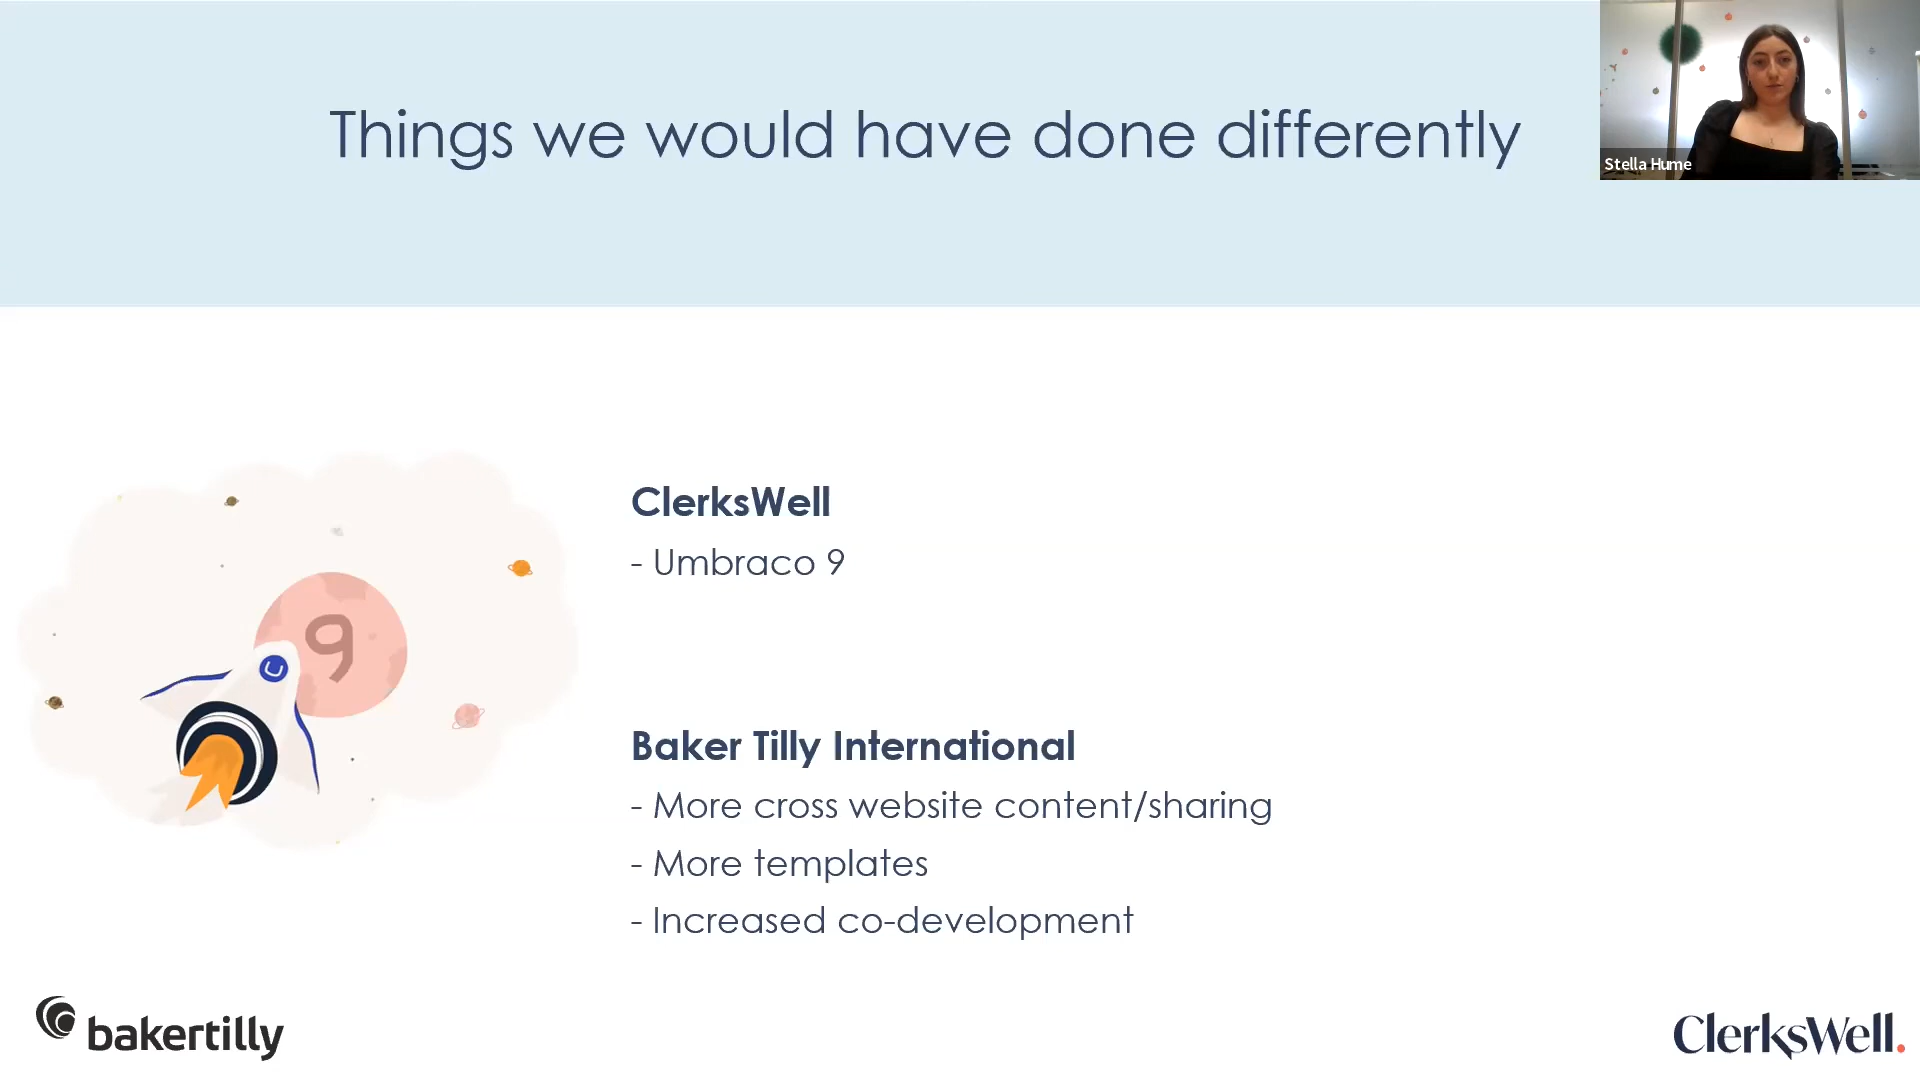 Things we would have done differently
Stella Hume
ClerksWell
- Umbraco 9
9
Baker Tilly International
- More cross website content/sharing
- More templates
- Increased co-development
bakertilly
ClerksWell.